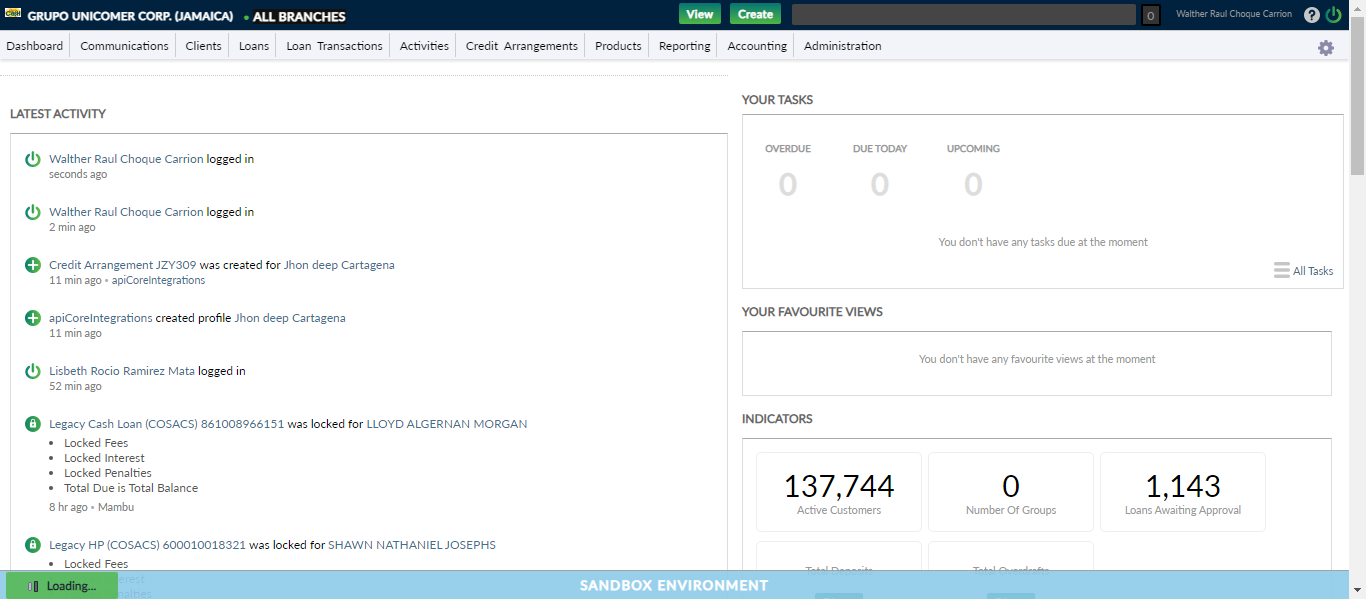 GRUPO UNICOMER CORP. (JAMAICA) • ALL BRANCHES View Create 0 Walther Raul Choque Carrion ?
Dashboard Communications Clients Loans Loan Transactions Activities Credit Arrangements Products Reporting Accounting Administration
LATEST ACTIVITY
Walther Raul Choque Carrion logged in
seconds ago
Walther Raul Choque Carrion logged in
2 min ago
Credit Arrangement JZY309 was created for Jhon deep Cartagena
11 min ago • apiCoreIntegrations
apiCoreIntegrations created profile Jhon deep Cartagena
11 min ago
Lisbeth Rocio Ramirez Mata logged in
52 min ago
Legacy Cash Loan (COSACS) 861008966151 was locked for LLOYD ALGERNAN MORGAN
• Locked Fees
• Locked Interest
• Locked Penalties
• Total Due is Total Balance
8 hr ago • Mambu
Legacy HP (COSACS) 600010018321 was locked for SHAWN NATHANIEL JOSEPHS
• Locked Fees
YOUR TASKS
OVERDUE DUE TODAY UPCOMING
0 0 0
You don't have any tasks due at the moment
All Tasks
YOUR FAVOURITE VIEWS
You don't have any favourite views at the moment
INDICATORS
137,744 0 1,143
Active Customers Number Of Groups Loans Awaiting Approval
Total Deposits Total Overdrafts
Loading... SANDBOX ENVIRONMENT